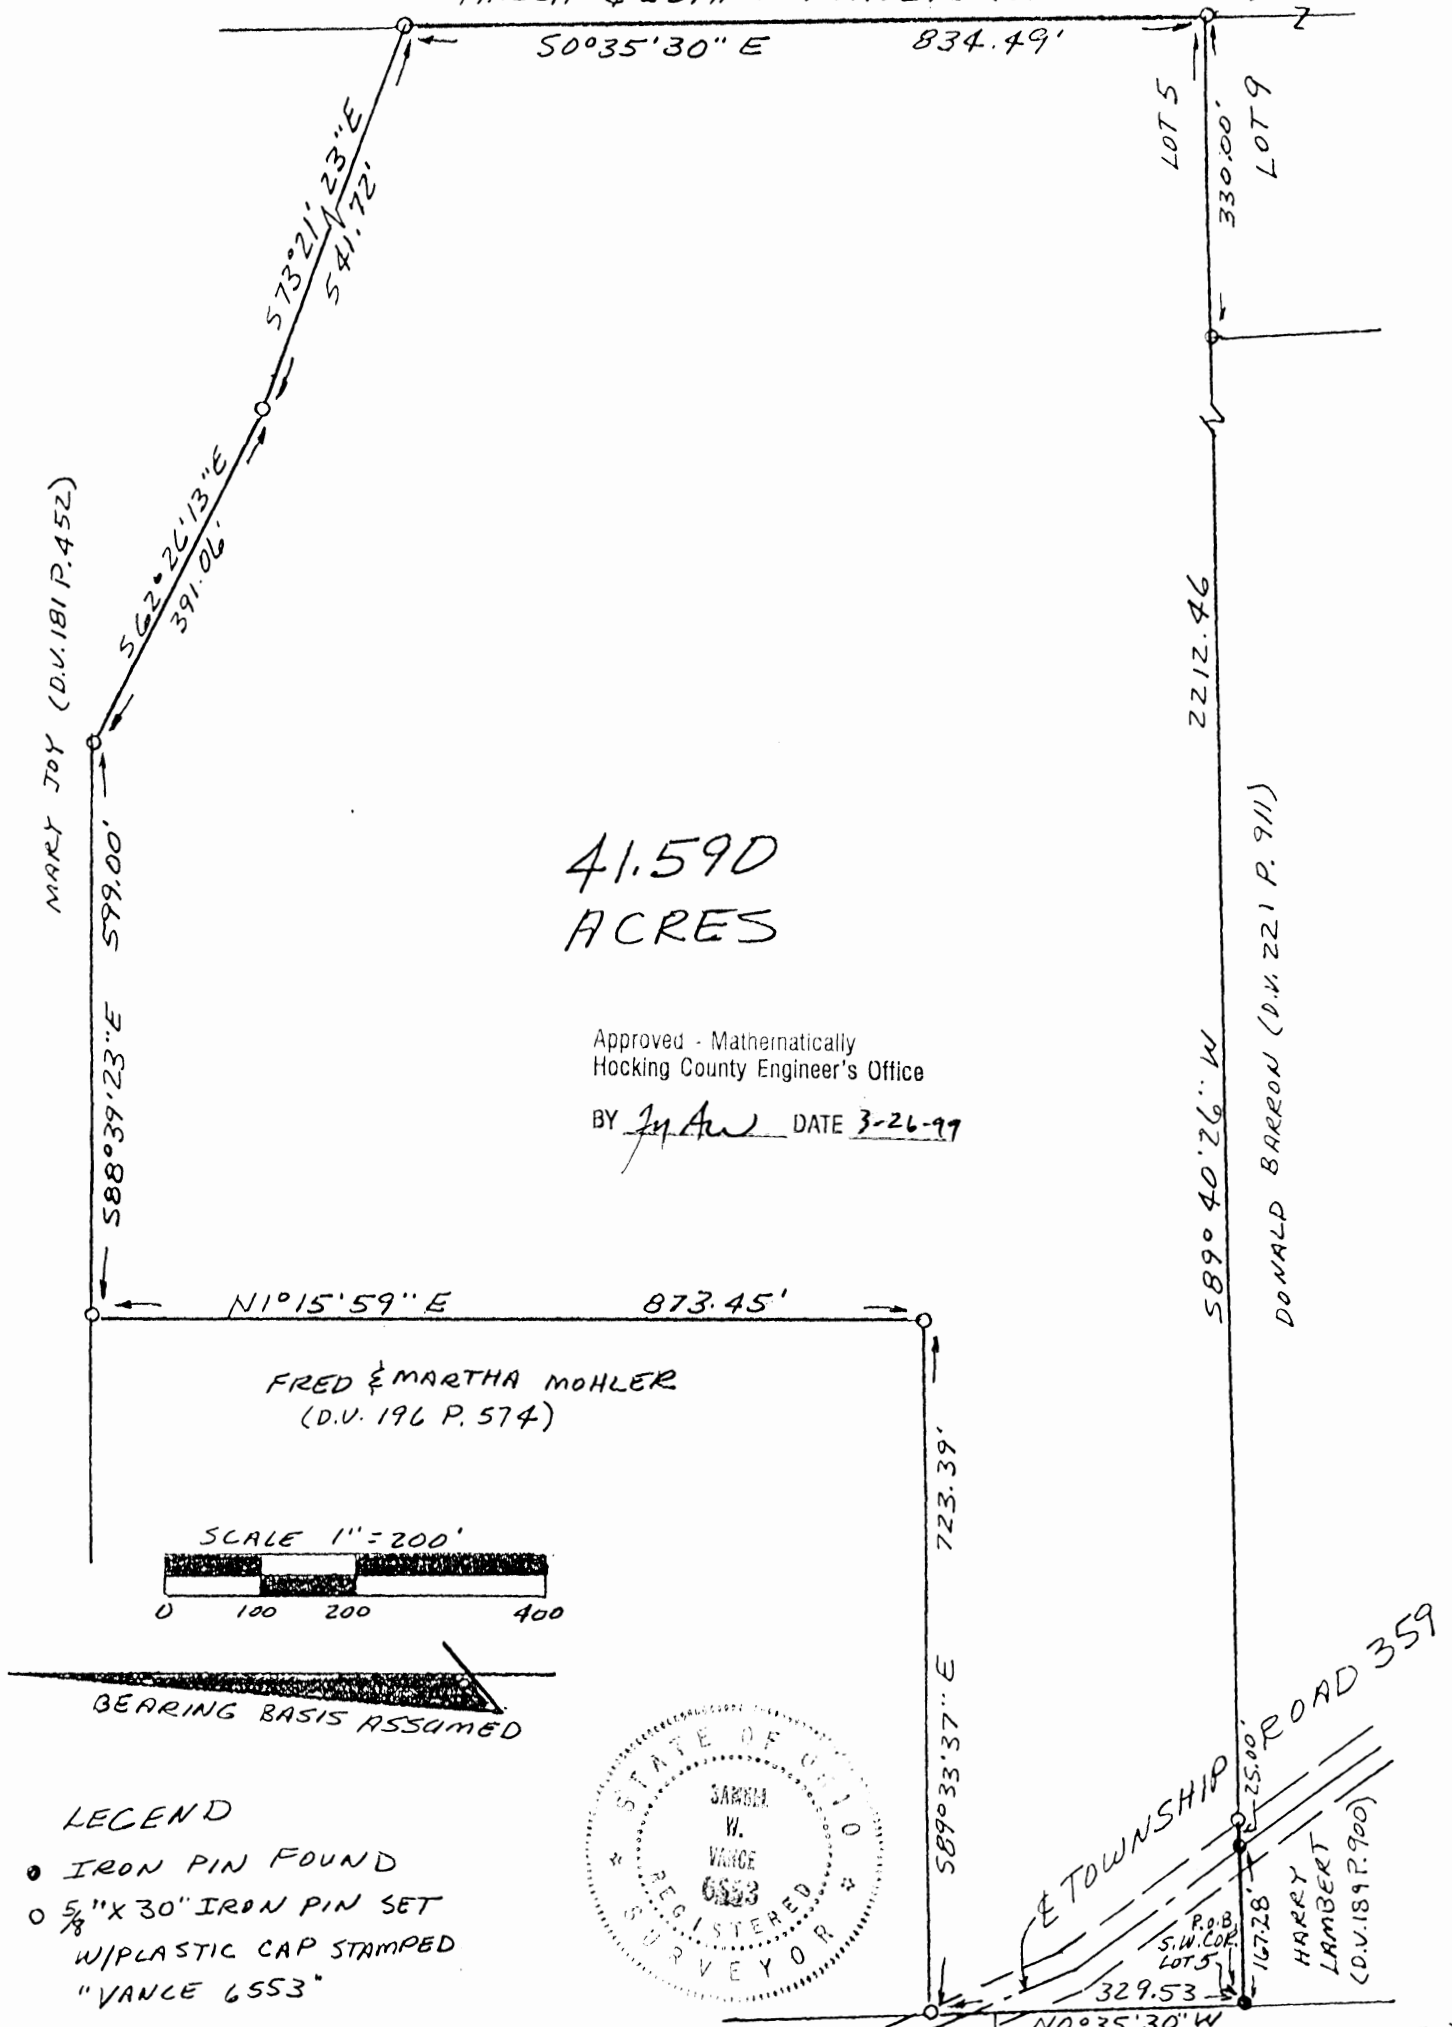 S0°35'30" E 834.49'
LOT 5
330.00'
LOT 9
S73°21'23"E
541.72'
S62°26'13"E
391.06'
MARY JOY (D.V.181 P.452)
S88°39'23"E 599.00'
41.590
ACRES
Approved - Mathematically
Hocking County Engineer's Office
BY DATE 3-26-99
2212.46
S89°40'26" W
DONALD BARRON (D.V. 221 P. 911)
N1°15'59" E 873.45'
FRED & MARTHA MOHLER
(D.V. 196 P. 574)
723.39'
S89°33'37" E
SCALE 1"=200'
0 100 200 400
BEARING BASIS ASSUMED
LEGEND
IRON PIN FOUND
5/8"X 30" IRON PIN SET
W/PLASTIC CAP STAMPED
"VANCE 6553"
STATE OF OHIO
W.
VANCE
6553
REGISTERED
SURVEYOR
℄ TOWNSHIP ROAD 359
25.00'
P.O.B.
S.W. COR.
LOT 5
167.28'
HARRY
LAMBERT
(D.V.189 P.900)
329.53
N0°35'30"W